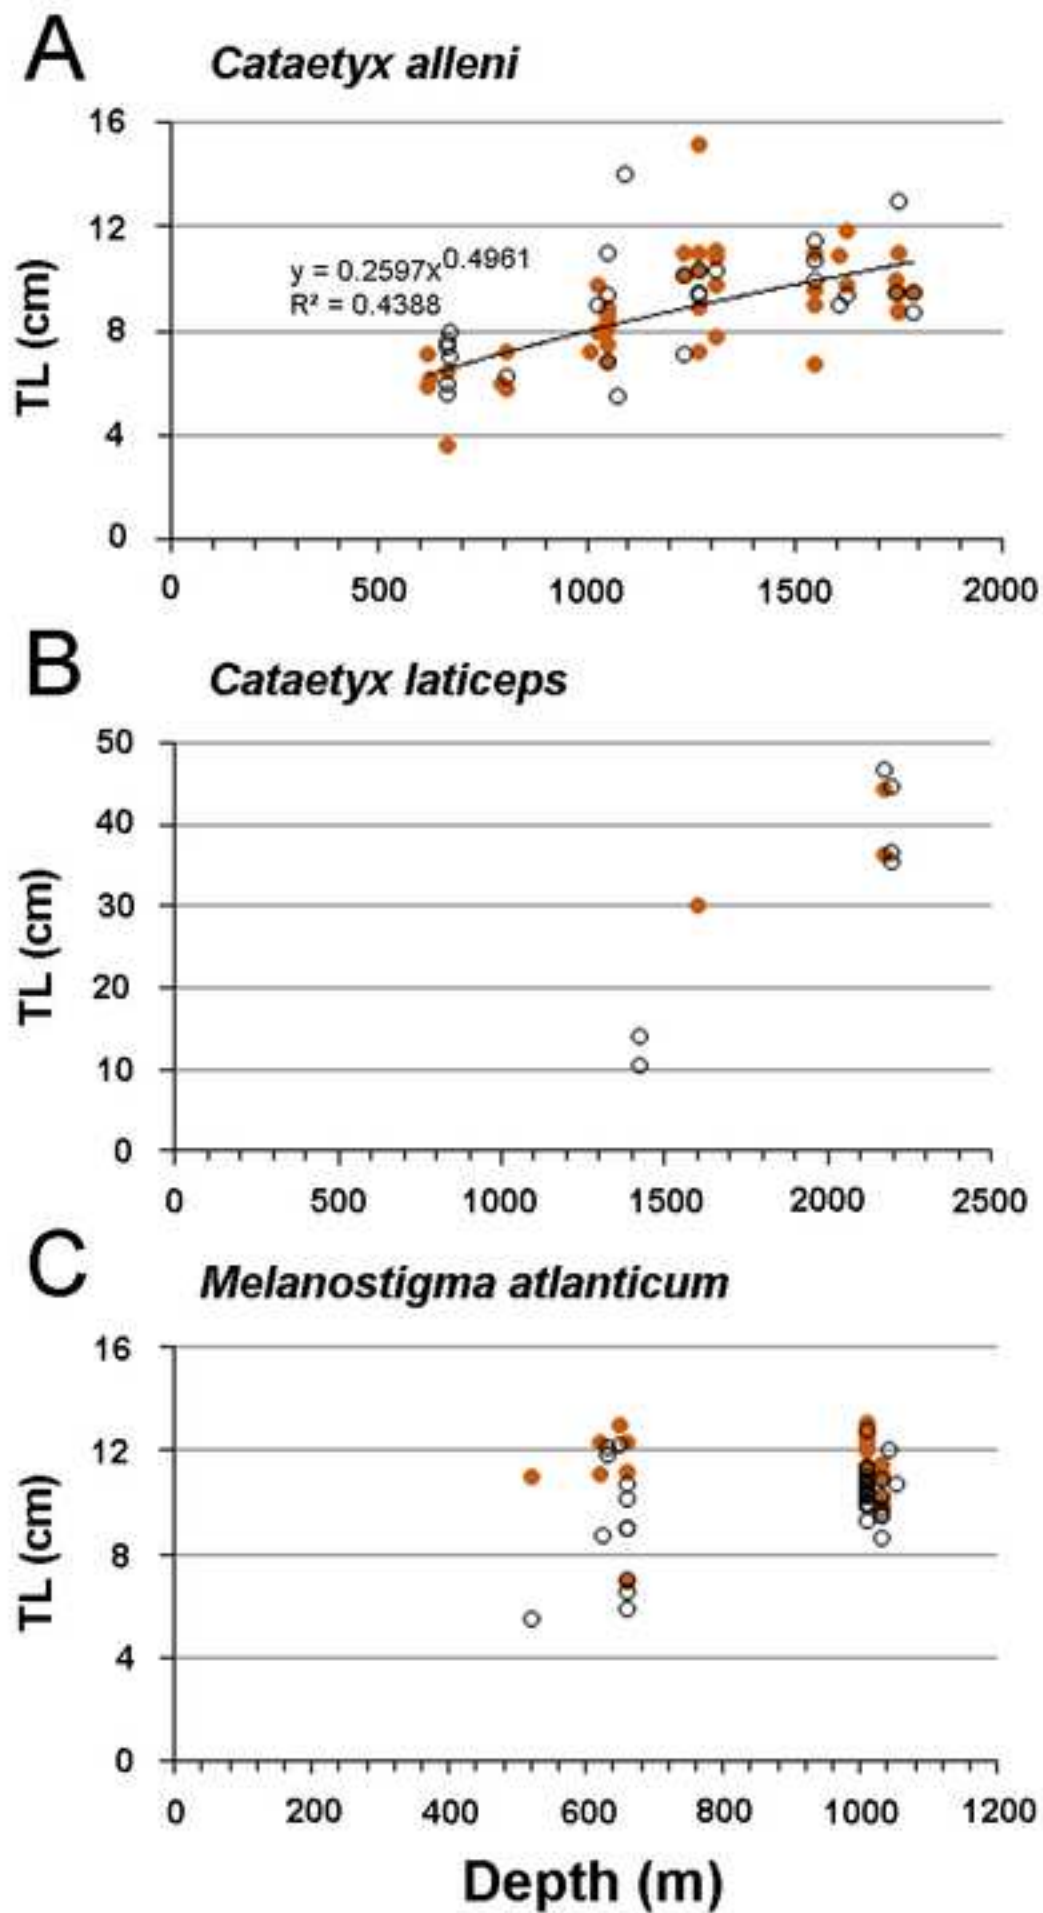 A
Cataetyx alleni
16
12
8
4
0
TL (cm)
y = 0.2597x^0.4961
R² = 0.4388
0 500 1000 1500 2000
B
Cataetyx laticeps
50
40
30
20
10
0
TL (cm)
0 500 1000 1500 2000 2500
C
Melanostigma atlanticum
16
12
8
4
0
TL (cm)
0 200 400 600 800 1000 1200
Depth (m)